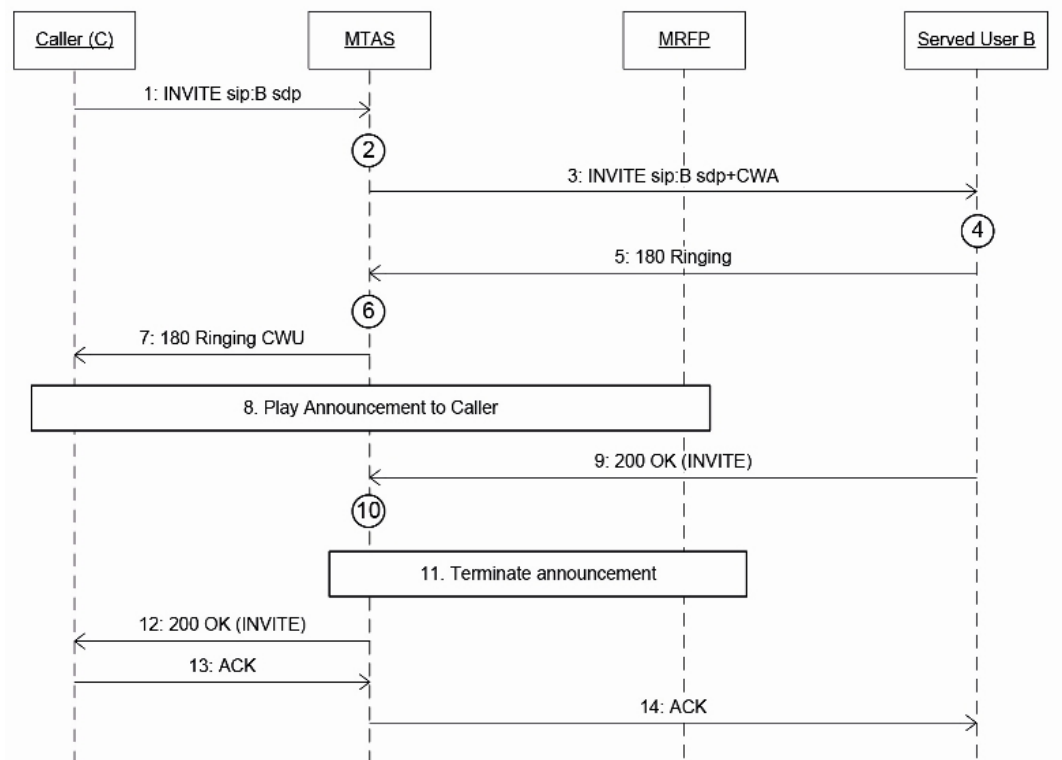 Caller (C)
MTAS
MRFP
Served User B
1: INVITE sip:B sdp
2
3: INVITE sip:B sdp+CWA
4
5: 180 Ringing
6
7: 180 Ringing CWU
8. Play Announcement to Caller
9: 200 OK (INVITE)
10
11. Terminate announcement
12: 200 OK (INVITE)
13: ACK
14: ACK